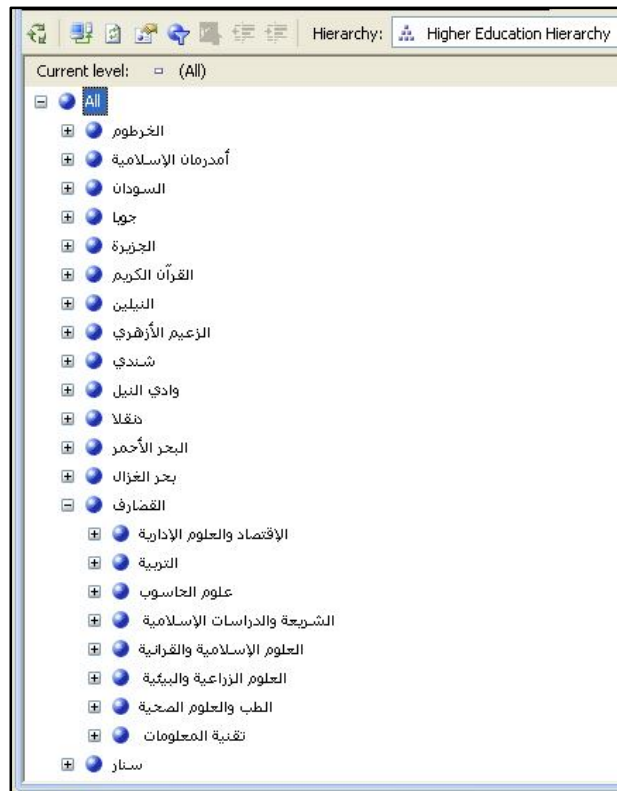 Hierarchy: Higher Education Hierarchy
Current level: (All)
All
الخرطوم
أمدرمان الإسلامية
السودان
جوبا
الجزيرة
القرآن الكريم
النيلين
الزعيم الأزهري
شندي
وادي النيل
دنقلا
البحر الأحمر
بحر الغزال
القضارف
الإقتصاد والعلوم الإدارية
التربية
علوم الحاسوب
الشريعة والدراسات الإسلامية
العلوم الإسلامية والقرانية
العلوم الزراعية والبيئية
الطب والعلوم الصحية
تقنية المعلومات
سنار